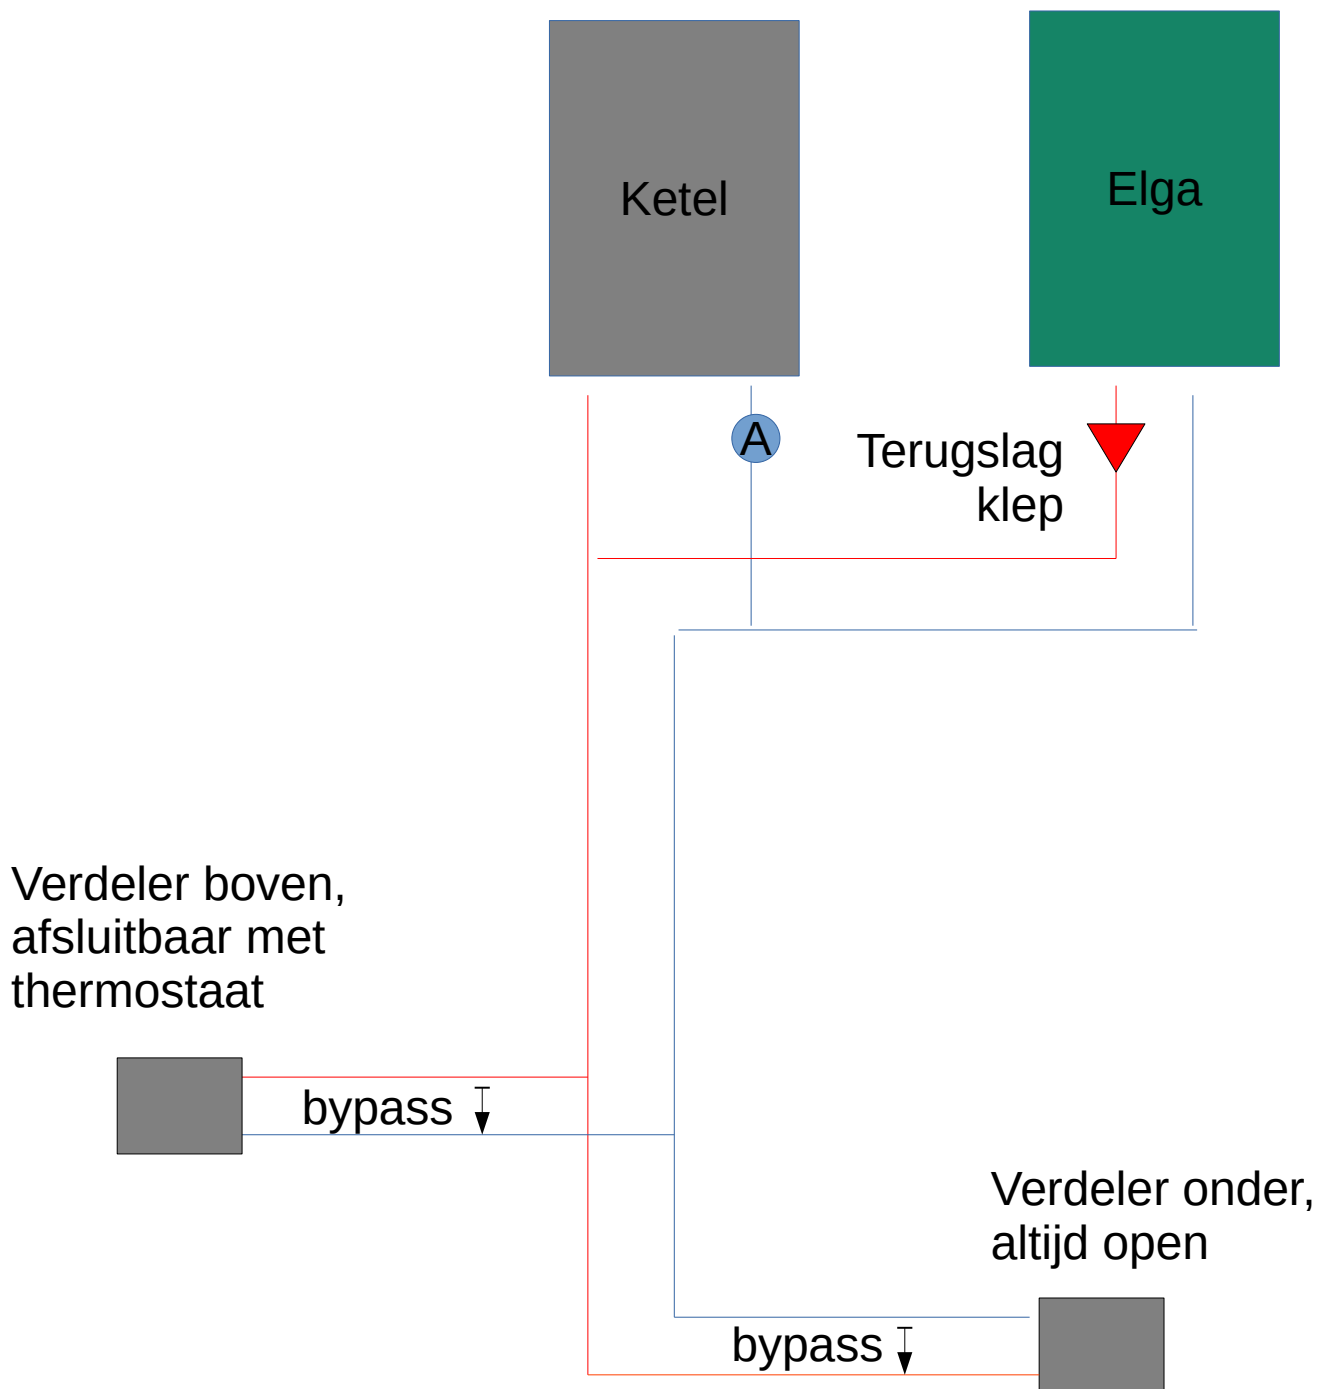 Ketel
Elga
A
Terugslag
klep
Verdeler boven,
afsluitbaar met
thermostaat
bypass
Verdeler onder,
altijd open
bypass